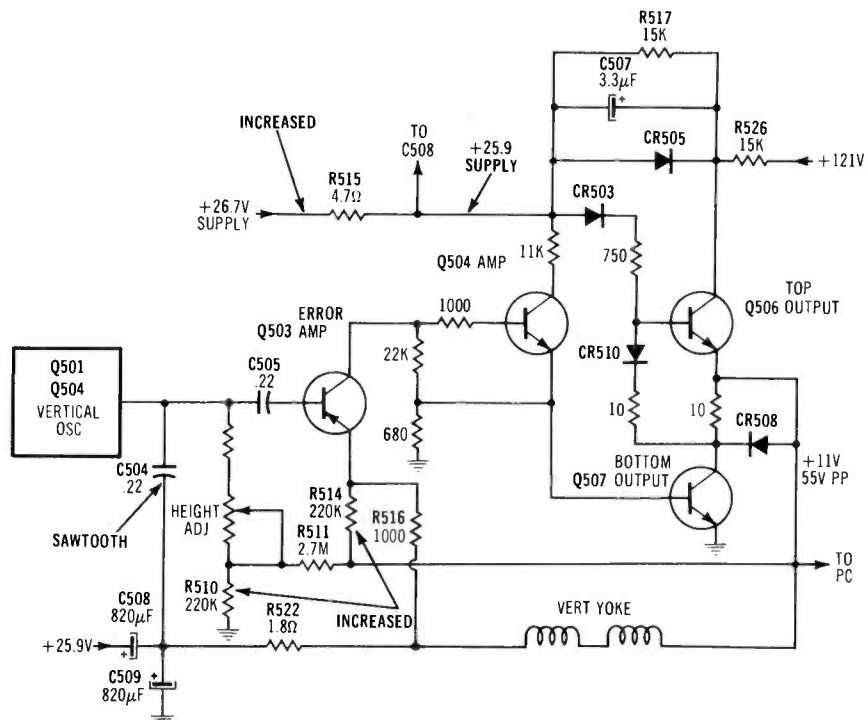 R517
15K
C507
3.3µF
+
INCREASED
TO
C508
+25.9
SUPPLY
CR505
R526
15K
+121V
R515
4.7Ω
+26.7V
SUPPLY
CR503
Q504 AMP
11K
750
TOP
Q506 OUTPUT
ERROR
Q503 AMP
1000
22K
CR510
Q501
Q504
VERTICAL
OSC
C505
.22
680
10
10
CR508
C504
.22
BOTTOM
Q507 OUTPUT
+11V
55V PP
SAWTOOTH
HEIGHT
ADJ
R514
220K
R516
1000
R511
2.7M
TO
PC
R510
220K
INCREASED
C508
820µF
R522
1.8Ω
VERT YOKE
+25.9V
+
C509
820µF
+